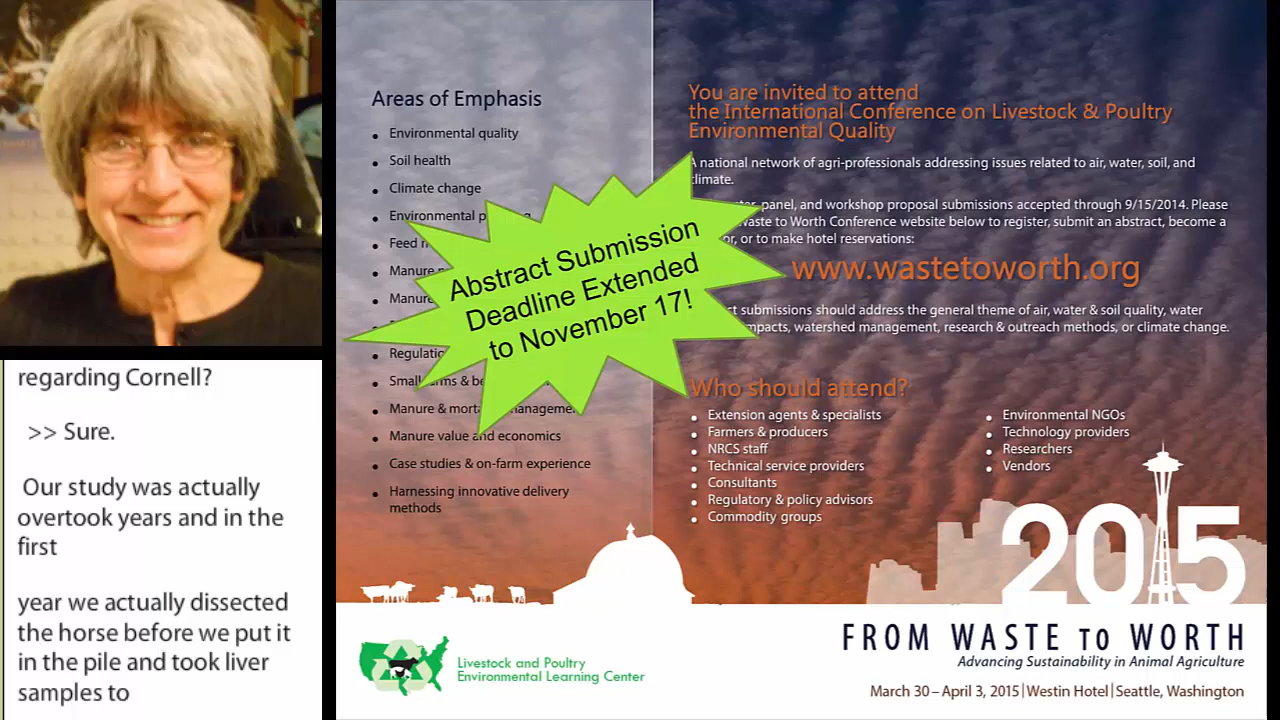 regarding Cornell?
>> Sure.
Our study was actually
overtook years and in the
first
year we actually dissected
the horse before we put it
in the pile and took liver
samples to
Areas of Emphasis
Environmental quality
Soil health
Climate change
Environmental
Feed
Manure
Manure
Small
Manure & management
Manure value and economics
Case studies & on-farm experience
Harnessing innovative delivery
methods
Abstract Submission
Deadline Extended
to November 17!
You are invited to attend
the International Conference on Livestock & Poultry
Environmental Quality
A national network of agri-professionals addressing issues related to air, water, soil, and
climate.
panel, and workshop proposal submissions accepted through 9/15/2014. Please
to Worth Conference website below to register, submit an abstract, become a
or to make hotel reservations:
www.wastetoworth.org
submissions should address the general theme of air, water & soil quality, water
watershed management, research & outreach methods, or climate change.
Who should attend?
Extension agents & specialists
Farmers & producers
NRCS staff
Technical service providers
Consultants
Regulatory & policy advisors
Commodity groups
Environmental NGOs
Technology providers
Researchers
Vendors
2015
FROM WASTE TO WORTH
Advancing Sustainability in Animal Agriculture
March 30 – April 3, 2015|Westin Hotel|Seattle, Washington
Livestock and Poultry
Environmental Learning Center